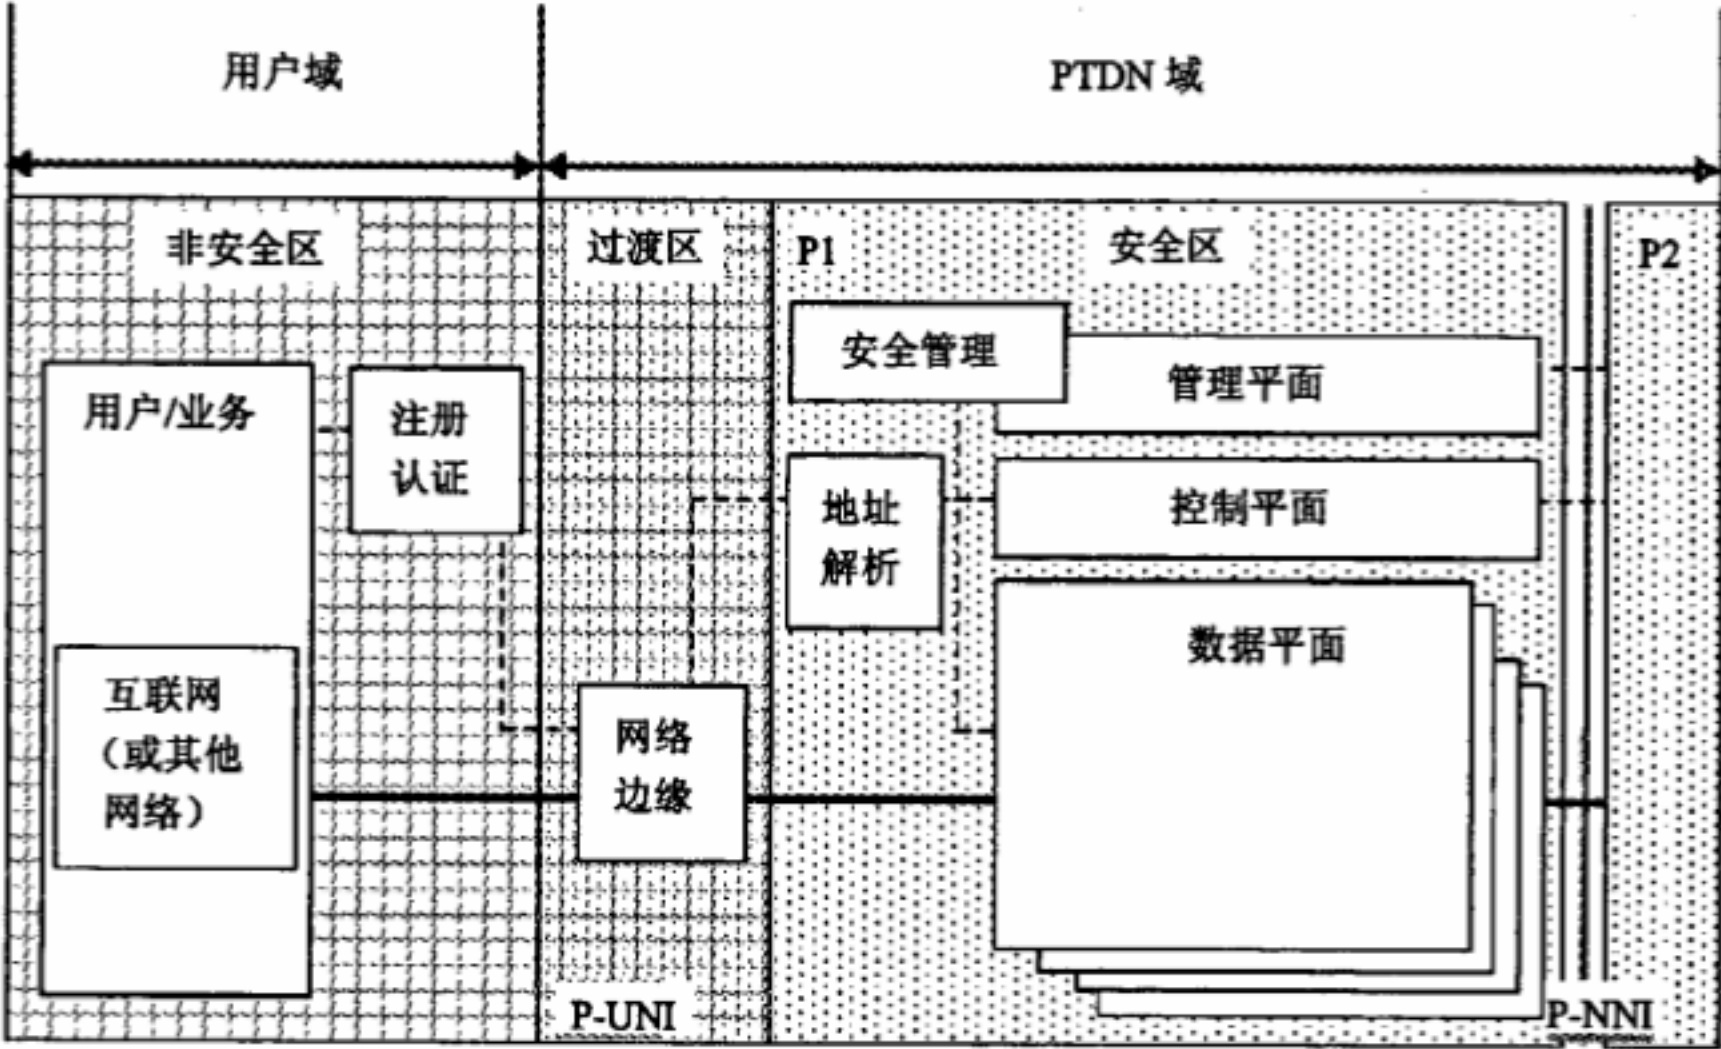 用户域
PTDN 域
非安全区
过渡区
P1
安全区
P2
安全管理
管理平面
用户/业务
注册
认证
地址
解析
控制平面
数据平面
互联网
（或其他
网络）
网络
边缘
P-UNI
P-NNI